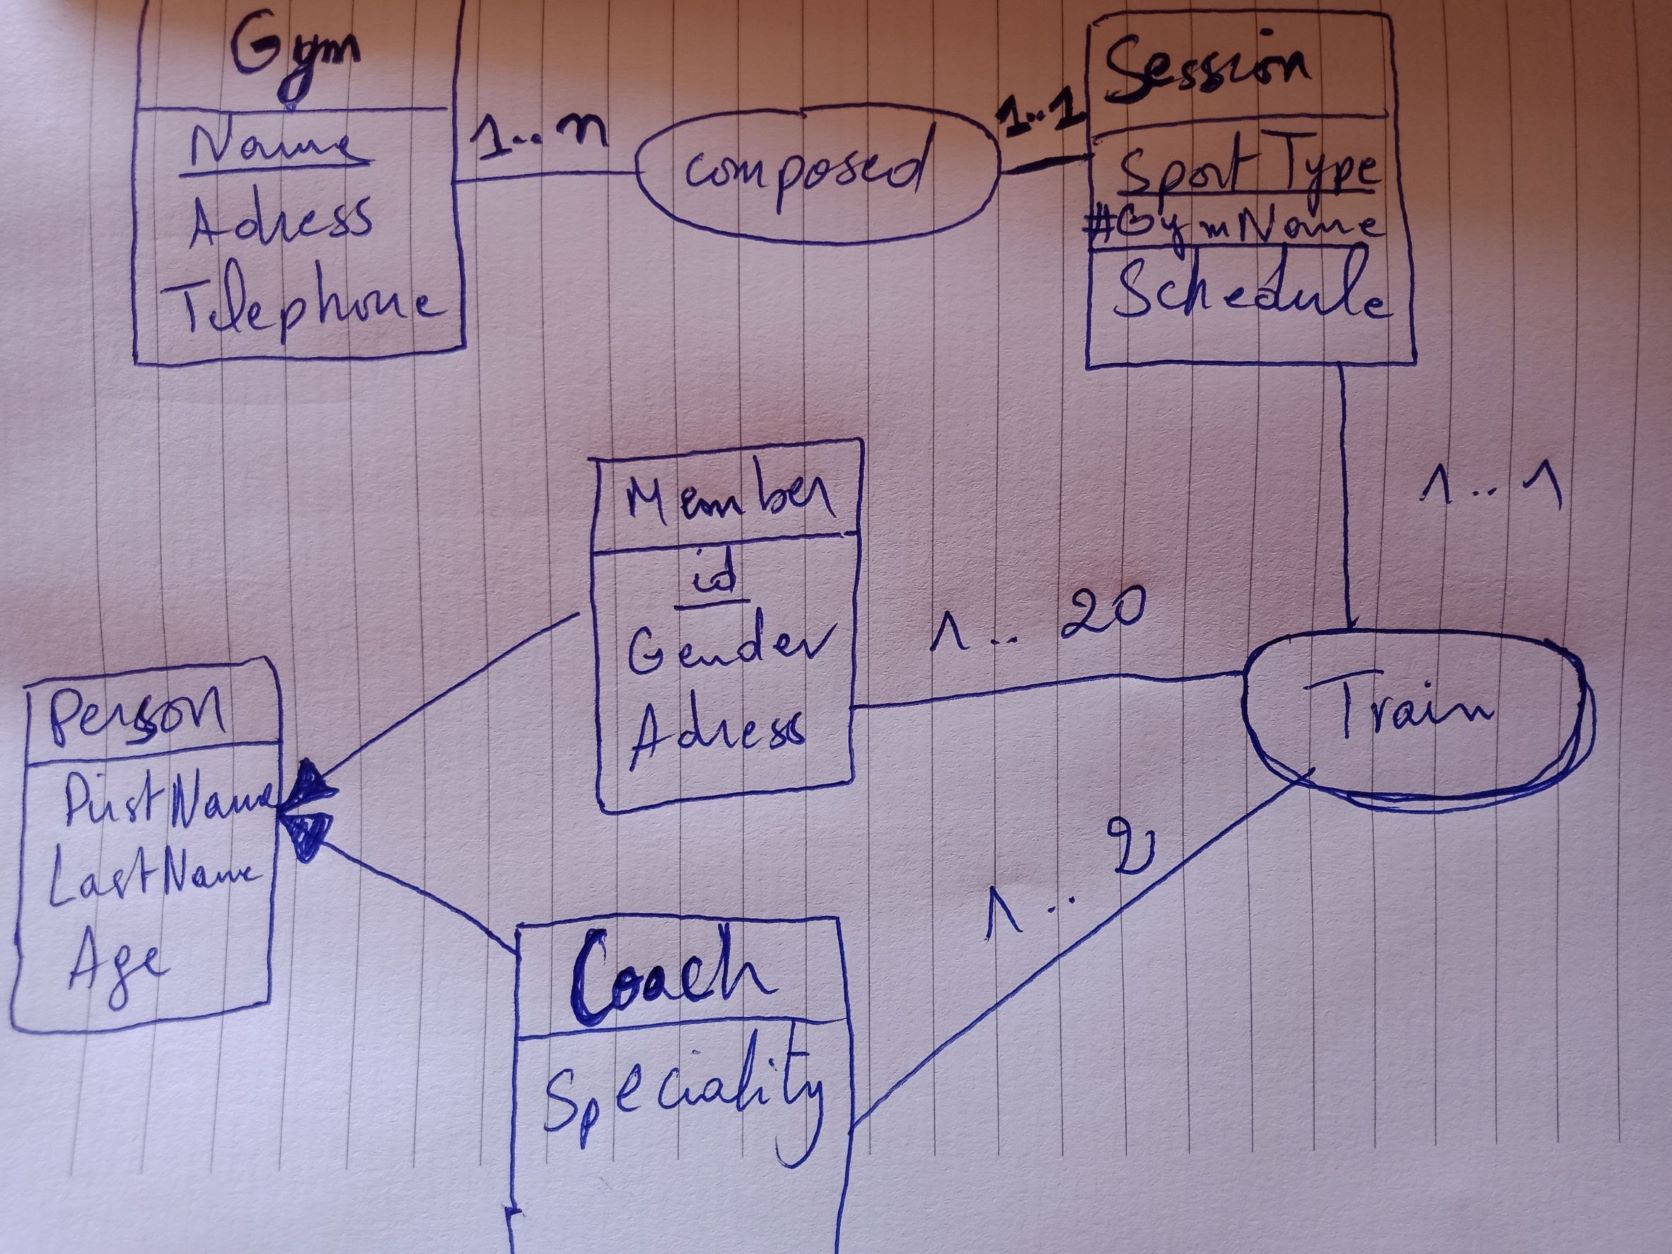 Gym
Name
Adress
Telephone
1..n
composed
1..1
Session
Sport Type
#GymName
Schedule
1..1
Member
id
Gender
Adress
1..20
Train
Person
FirstName
LastName
Age
1..2
Coach
Speciality